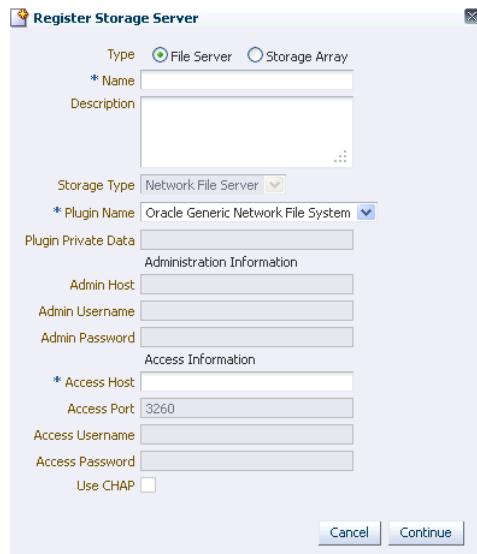 Register Storage Server
Type File Server Storage Array
* Name
Description
Storage Type Network File Server
* Plugin Name Oracle Generic Network File System
Plugin Private Data
Administration Information
Admin Host
Admin Username
Admin Password
Access Information
* Access Host
Access Port 3260
Access Username
Access Password
Use CHAP
Cancel Continue